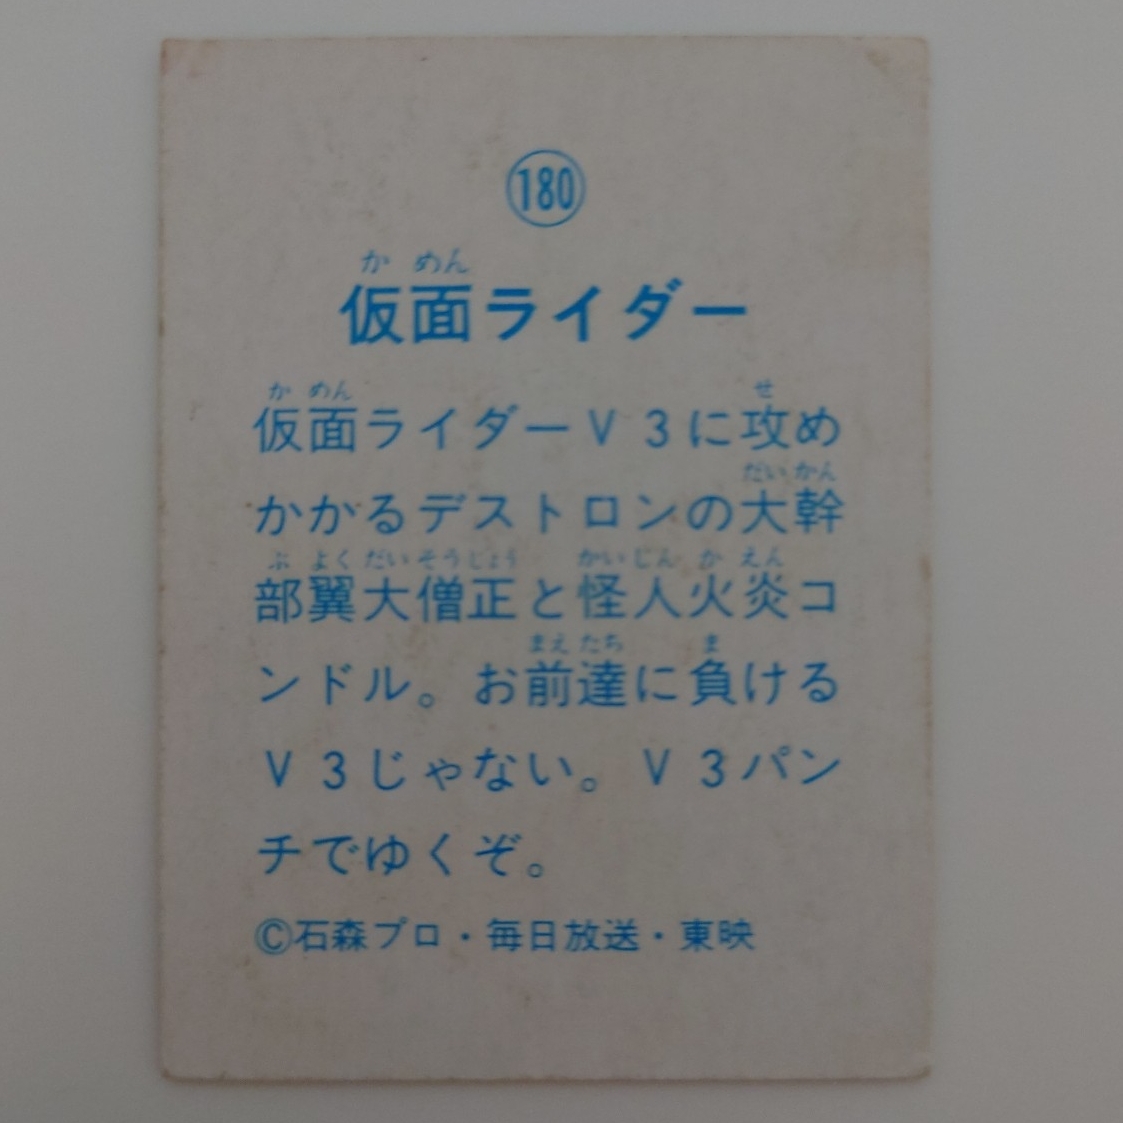 180
か めん
仮面ライダー
か めん せ
仮面ライダーV3に攻め
だい かん
かかるデストロンの大幹
ぶ よく だい そう じょう かい じん か えん
部翼大僧正と怪人火炎コ
まえ たち ま
ンドル。お前達に負ける
V3じゃない。V3パン
チでゆくぞ。
©石森プロ・毎日放送・東映